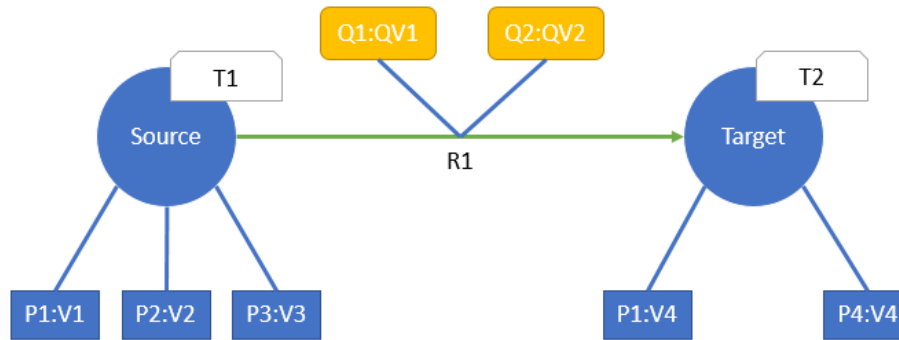 Q1:QV1
Q2:QV2
T1
T2
Source
Target
R1
P1:V1
P2:V2
P3:V3
P1:V4
P4:V4